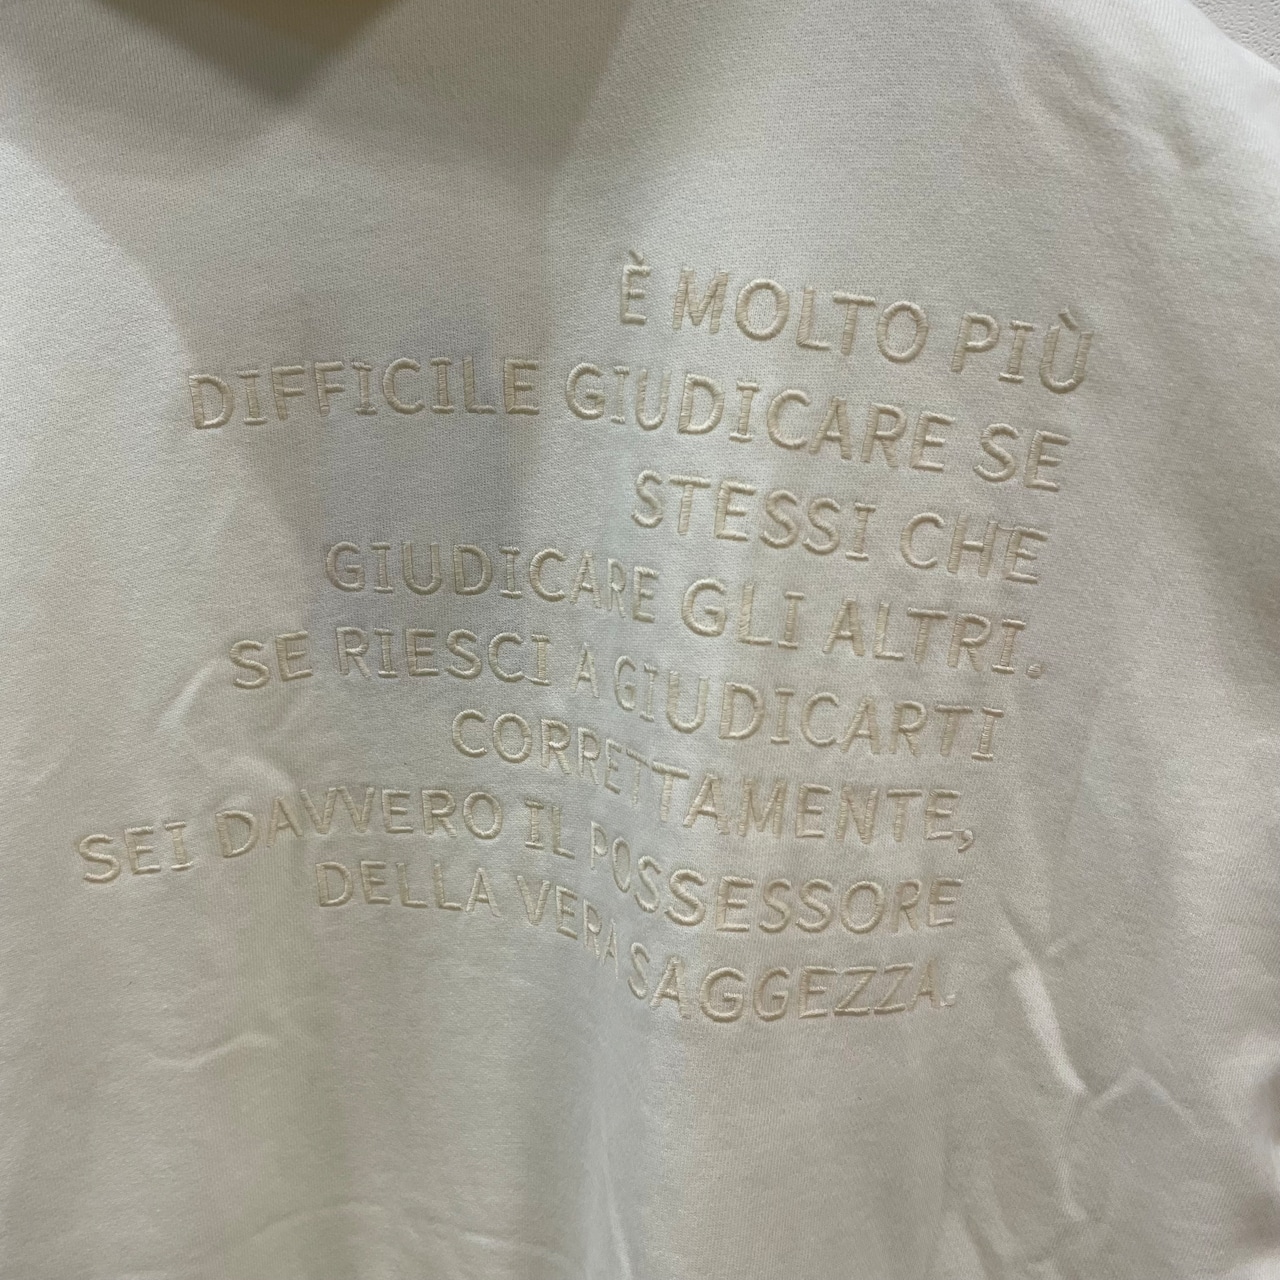 È MOLTO PIÙ
DIFFICILE GIUDICARE SE
STESSI CHE
GIUDICARE GLI ALTRI.
SE RIESCI A GIUDICARTI
CORRETTAMENTE,
SEI DAVVERO IL POSSESSORE
DELLA VERA SAGGEZZA.